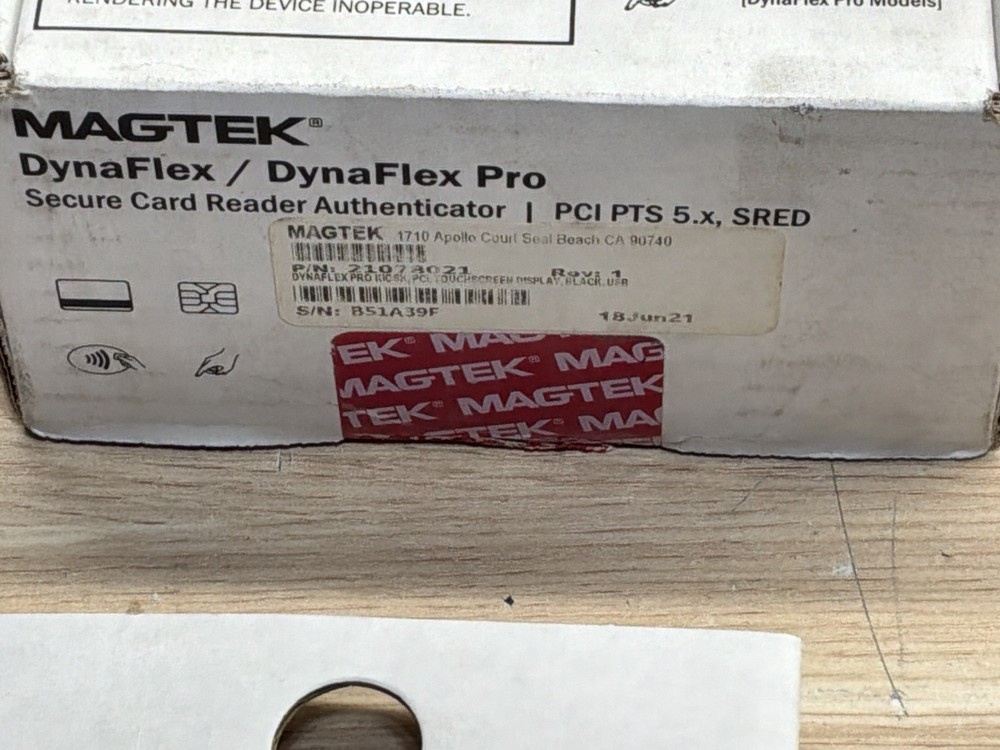 RENDERING THE DEVICE INOPERABLE.
[DynaFlex Pro Models]
MAGTEK®
DynaFlex / DynaFlex Pro
Secure Card Reader Authenticator | PCI PTS 5.x, SRED
MAGTEK 1710 Apollo Court Seal Beach CA 90740
P/N: 21073021 Rev: 1
DYNAFLEX PRO KIOSK, PCI, TOUCHSCREEN DISPLAY, BLACK, USB
S/N: B51A39F 18Jun21
EK® MAG
MAGTEK® MAG
TEK® MAGTEK
TEK® MAG